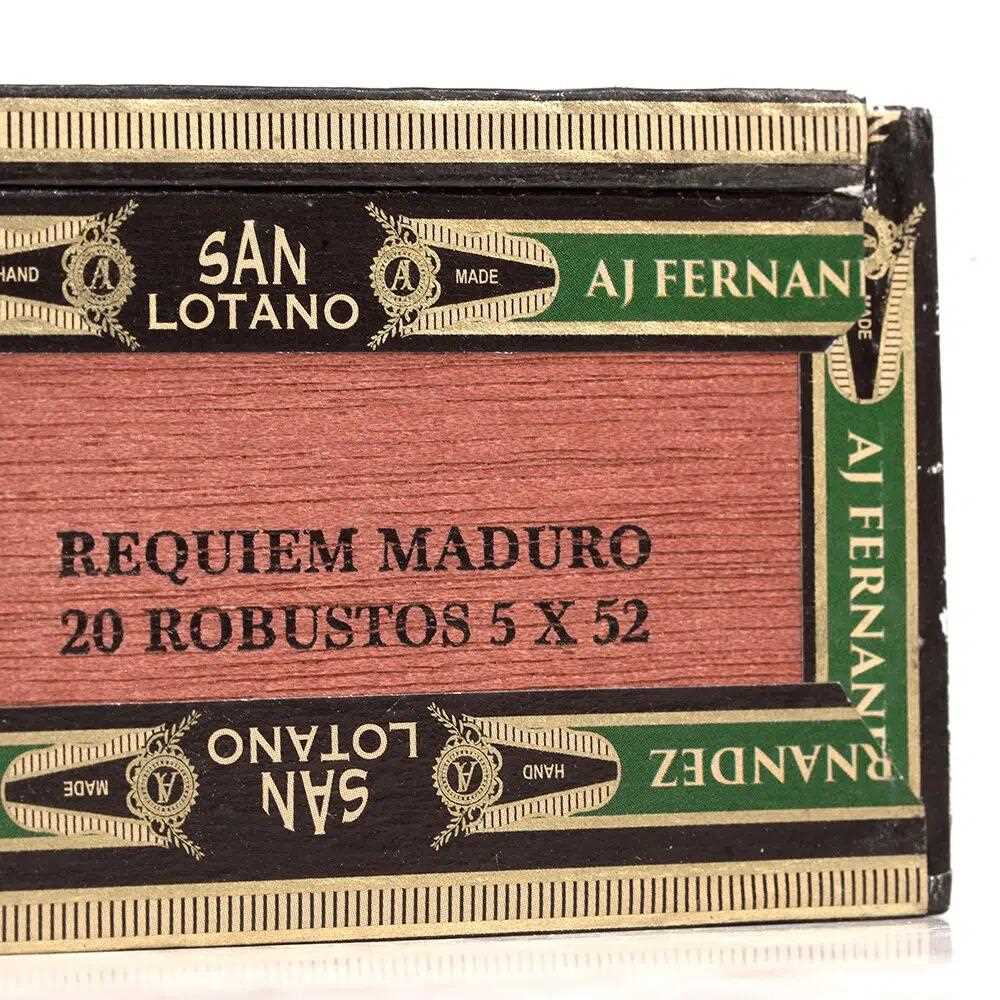 HAND
SAN
LOTANO
MADE
AJ FERNAN
MADE
AJ FERNAN
REQUIEM MADURO
20 ROBUSTOS 5 X 52
RNANDEZ
HAND
SAN
LOTANO
MADE